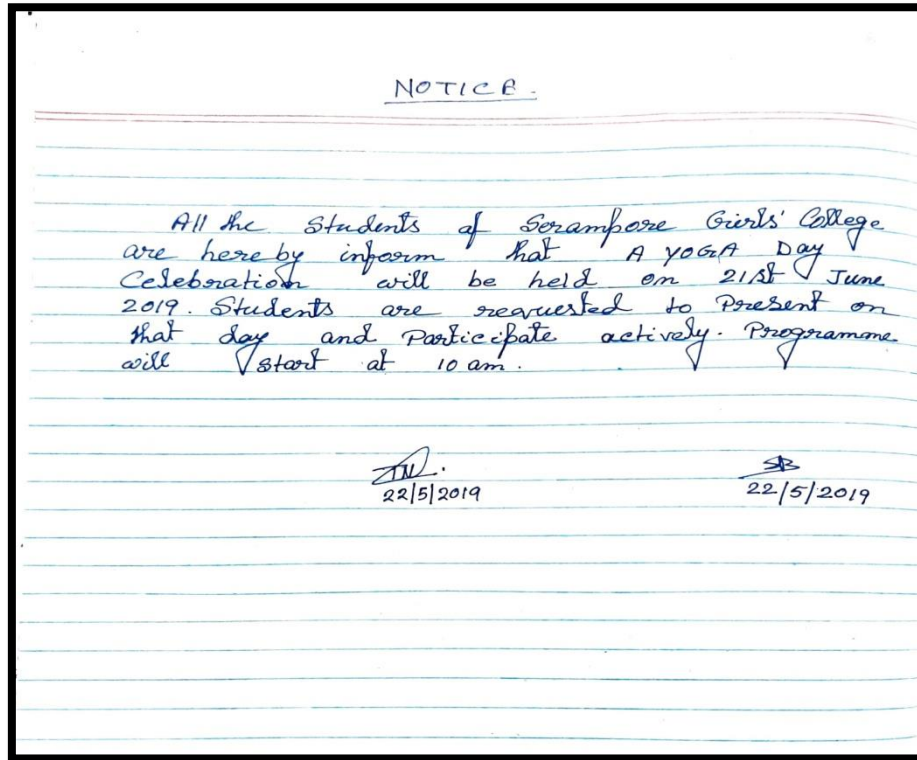 NOTICE.
All the Students of Serampore Girls' College
are here by inform that A YOGA Day
Celebration will be held on 21st June
2019. Students are requested to Present on
that day and Participate actively. Programme
will start at 10 am.
22/5/2019 SB 22/5/2019